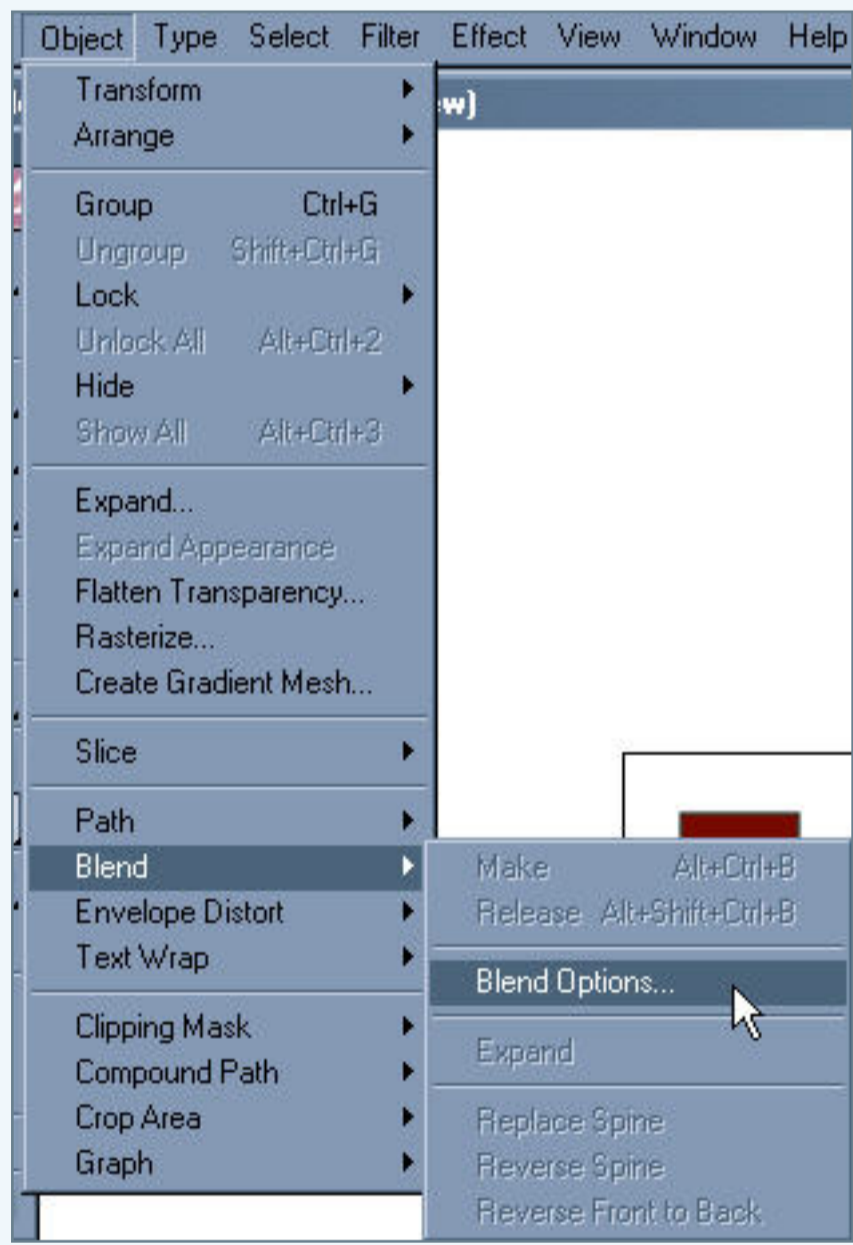 Object Type Select Filter Effect View Window Help
ew)
Transform
Arrange
Group Ctrl+G
Ungroup Shift+Ctrl+G
Lock
Unlock All Alt+Ctrl+2
Hide
Show All Alt+Ctrl+3
Expand...
Expand Appearance
Flatten Transparency...
Rasterize...
Create Gradient Mesh...
Slice
Path
Blend
Envelope Distort
Text Wrap
Clipping Mask
Compound Path
Crop Area
Graph
Make Alt+Ctrl+B
Release Alt+Shift+Ctrl+B
Blend Options...
Expand
Replace Spine
Reverse Spine
Reverse Front to Back